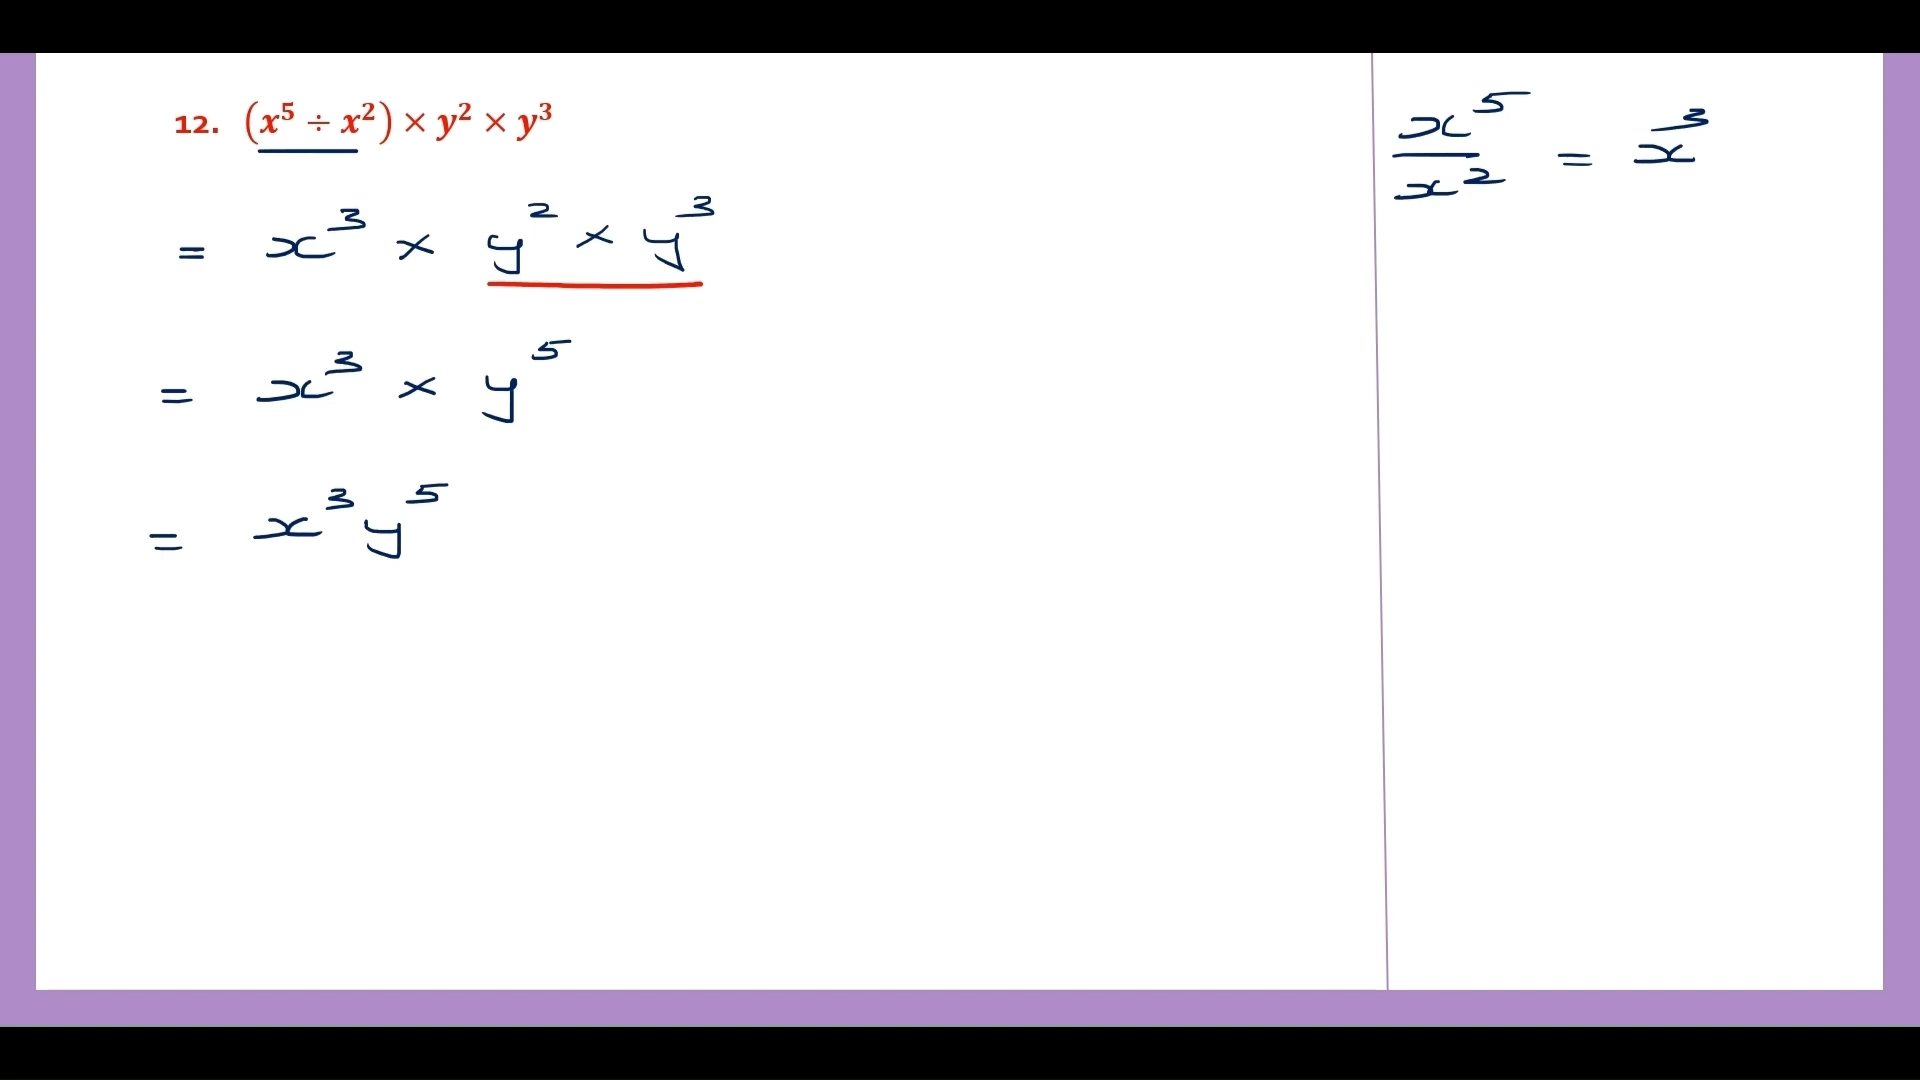 12. (x⁵ ÷ x²) × y² × y³
= x³ × y² × y³
= x³ × y⁵
= x³y⁵
x⁵/x² = x³